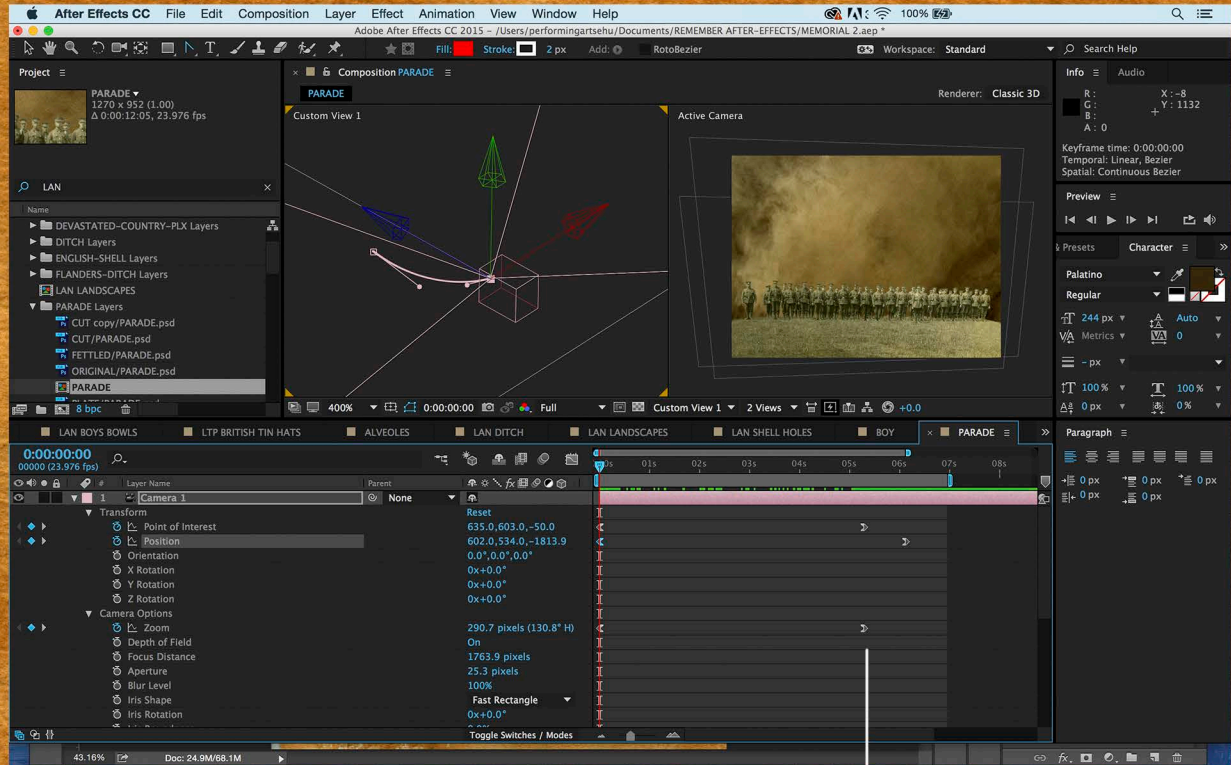 After Effects CC File Edit Composition Layer Effect Animation View Window Help 100%
Adobe After Effects CC 2015 - /Users/performingartsehu/Documents/REMEMBER AFTER-EFFECTS/MEMORIAL 2.aep *
Fill: Stroke: 2 px Add: RotoBezier Workspace: Standard Search Help
Project
PARADE
1270 x 952 (1.00)
Δ 0:00:12:05, 23.976 fps
LAN
Name
DEVASTATED-COUNTRY-PLX Layers
DITCH Layers
ENGLISH-SHELL Layers
FLANDERS-DITCH Layers
LAN LANDSCAPES
PARADE Layers
CUT copy/PARADE.psd
CUT/PARADE.psd
FETTLED/PARADE.psd
ORIGINAL/PARADE.psd
PARADE
8 bpc
Composition PARADE
PARADE
Renderer: Classic 3D
Custom View 1
Active Camera
400% 0:00:00:00 Full Custom View 1 2 Views +0.0
Info Audio
R: X: -8
G: Y: 1132
B:
A: 0
Keyframe time: 0:00:00:00
Temporal: Linear, Bezier
Spatial: Continuous Bezier
Preview
Presets Character
Palatino
Regular
244 px Auto
Metrics 0
- px
100% 100%
0 px 0%
Paragraph
0 px 0 px 0 px
0 px 0 px
LAN BOYS BOWLS LTP BRITISH TIN HATS ALVEOLES LAN DITCH LAN LANDSCAPES LAN SHELL HOLES BOY PARADE
0:00:00:00
00000 (23.976 fps)
0s 01s 02s 03s 04s 05s 06s 07s 08s
# Layer Name Parent
1 Camera 1 None
Transform Reset
Point of Interest 635.0,603.0,-50.0
Position 602.0,534.0,-1813.9
Orientation 0.0°,0.0°,0.0°
X Rotation 0x+0.0°
Y Rotation 0x+0.0°
Z Rotation 0x+0.0°
Camera Options
Zoom 290.7 pixels (130.8° H)
Depth of Field On
Focus Distance 1763.9 pixels
Aperture 25.3 pixels
Blur Level 100%
Iris Shape Fast Rectangle
Iris Rotation 0x+0.0°
Toggle Switches / Modes
43.16% Doc: 24.9M/68.1M